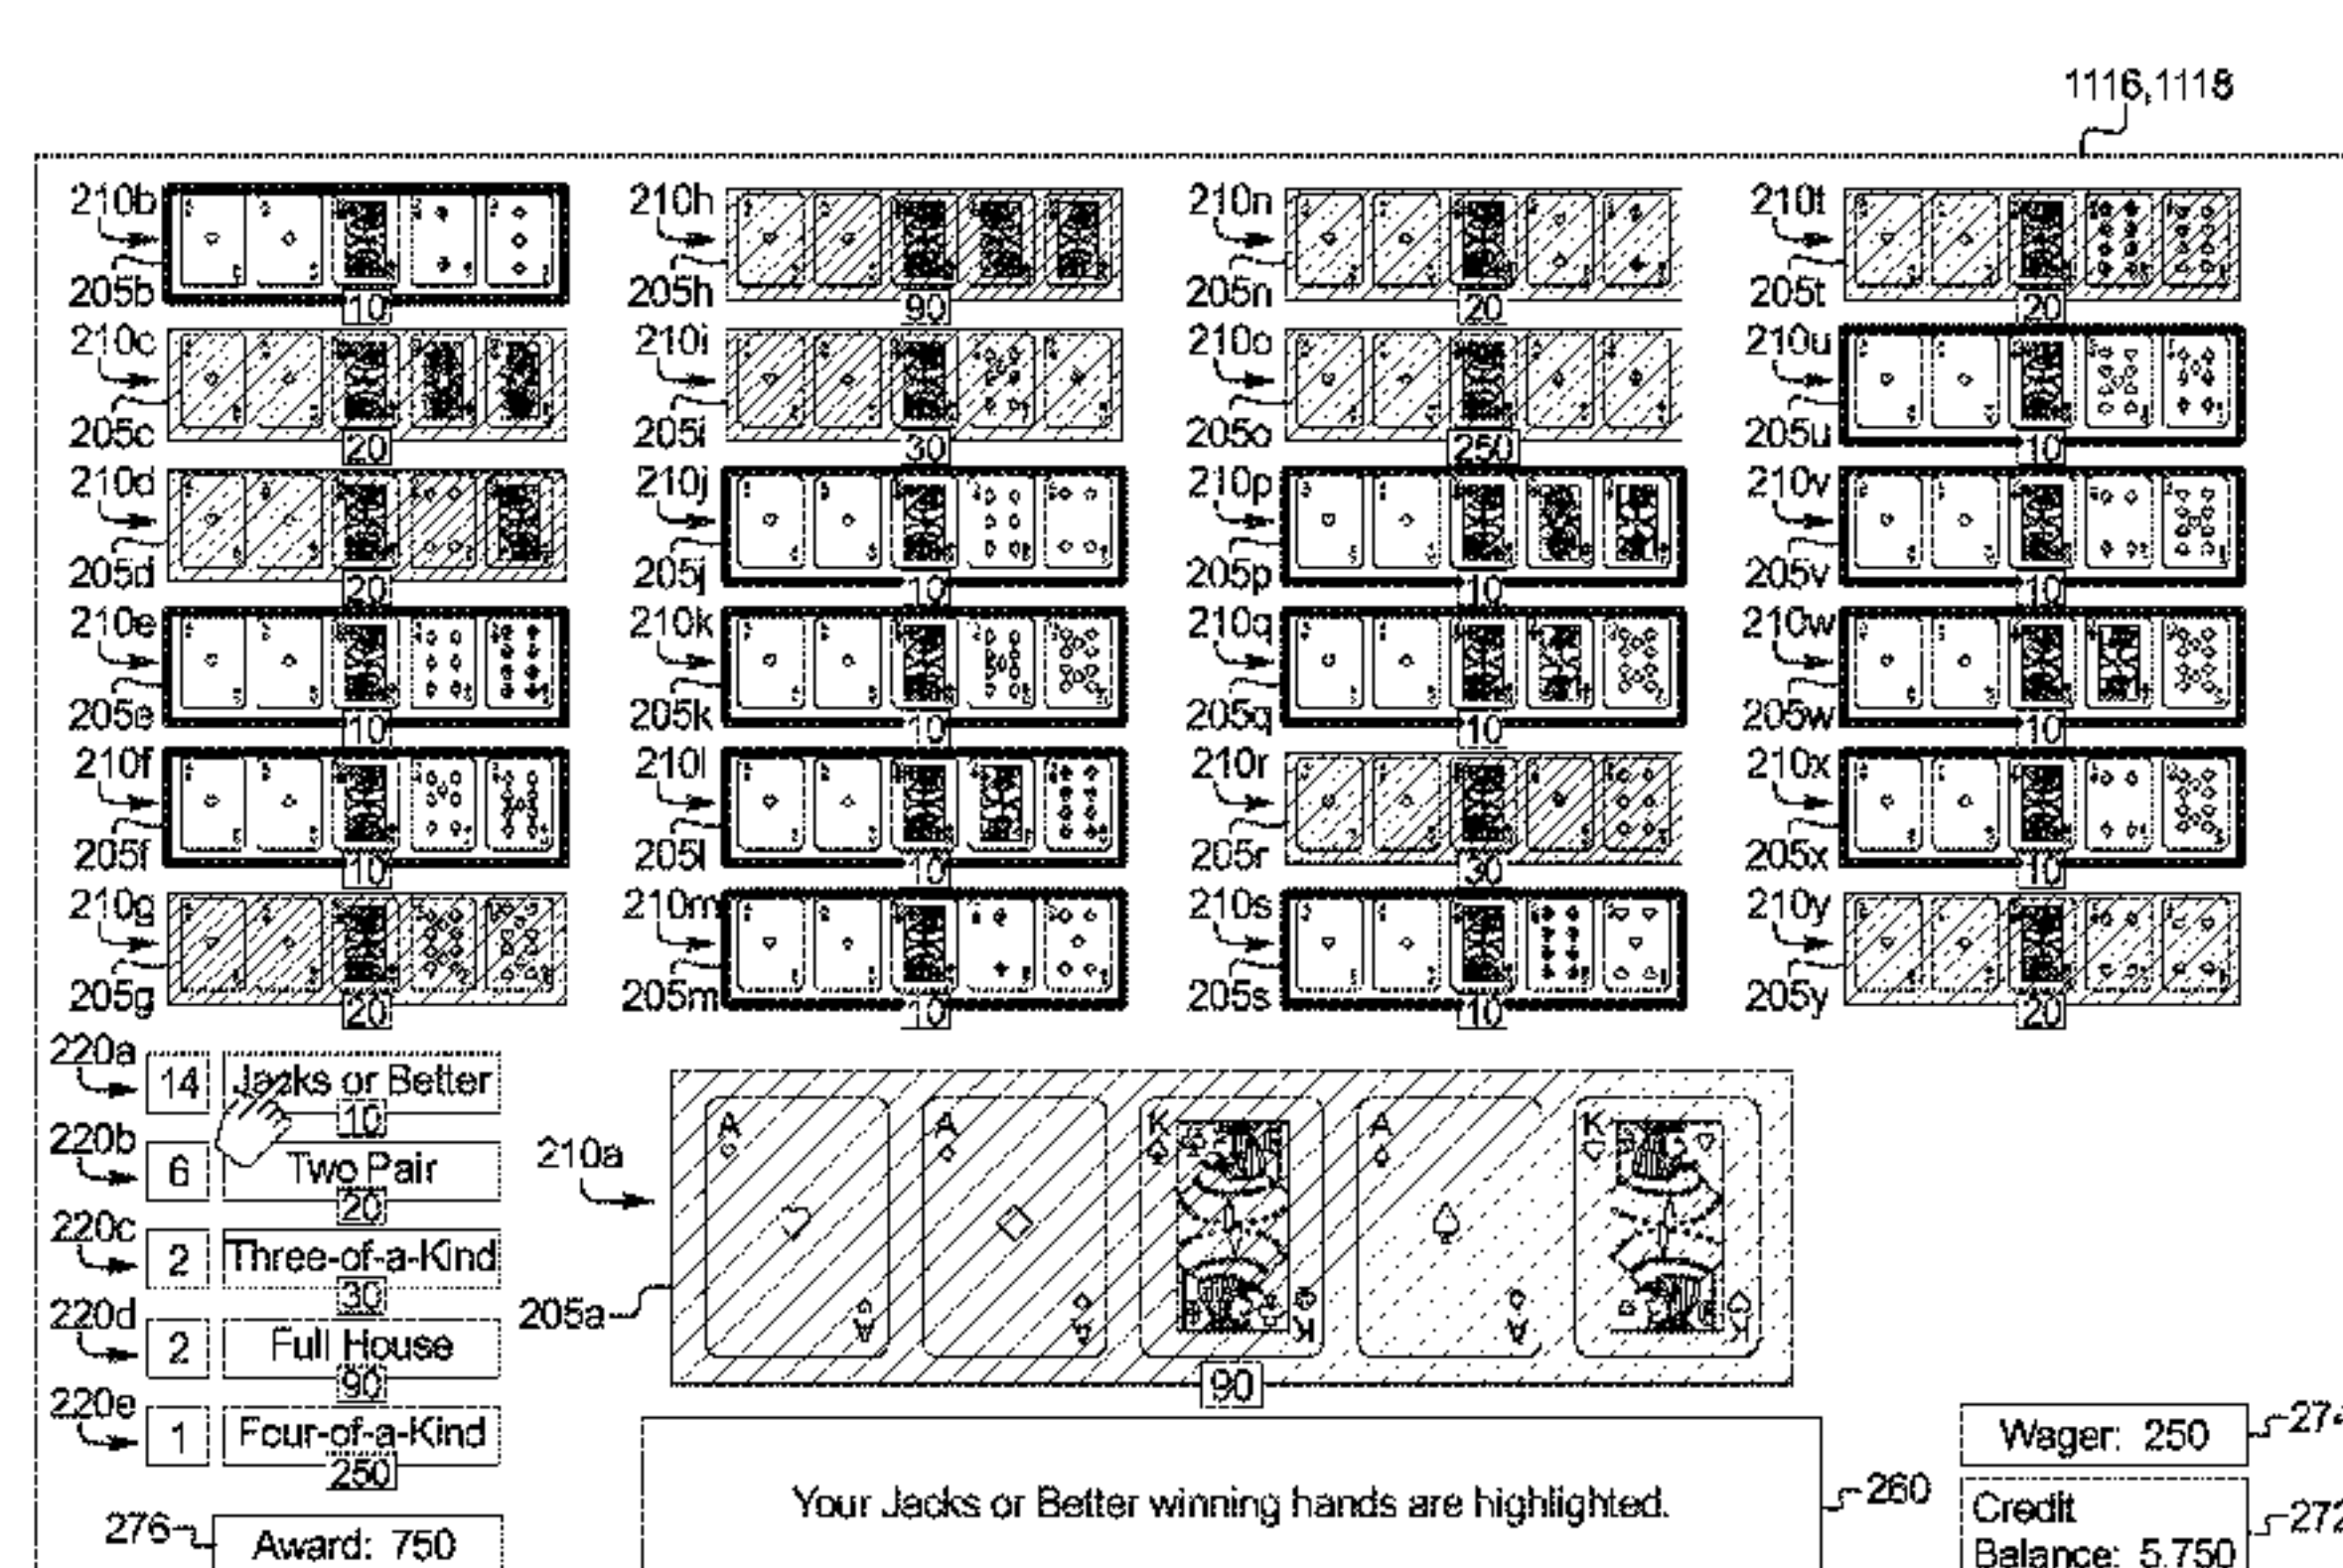 1116,1118
210b 210h 210n 210t
205b 205h 205n 205t
10 90 20 20
210c 210i 210o 210u
205c 205i 205o 205u
20 30 250 10
210d 210j 210p 210v
205d 205j 205p 205v
20 10 10 10
210e 210k 210q 210w
205e 205k 205q 205w
10 10 10 10
210f 210l 210r 210x
205f 205l 205r 205x
10 10 30 10
210g 210m 210s 210y
205g 205m 205s 205y
20 10 10 20
220a 14 Jacks or Better
10
220b 6 Two Pair
20
220c 2 Three-of-a-Kind
30
220d 2 Full House
90
220e 1 Four-of-a-Kind
250
276 Award: 750
210a
205a
A A K A K
A A K A K
90
Your Jacks or Better winning hands are highlighted.
260
Wager: 250
Credit
Balance: 5,750